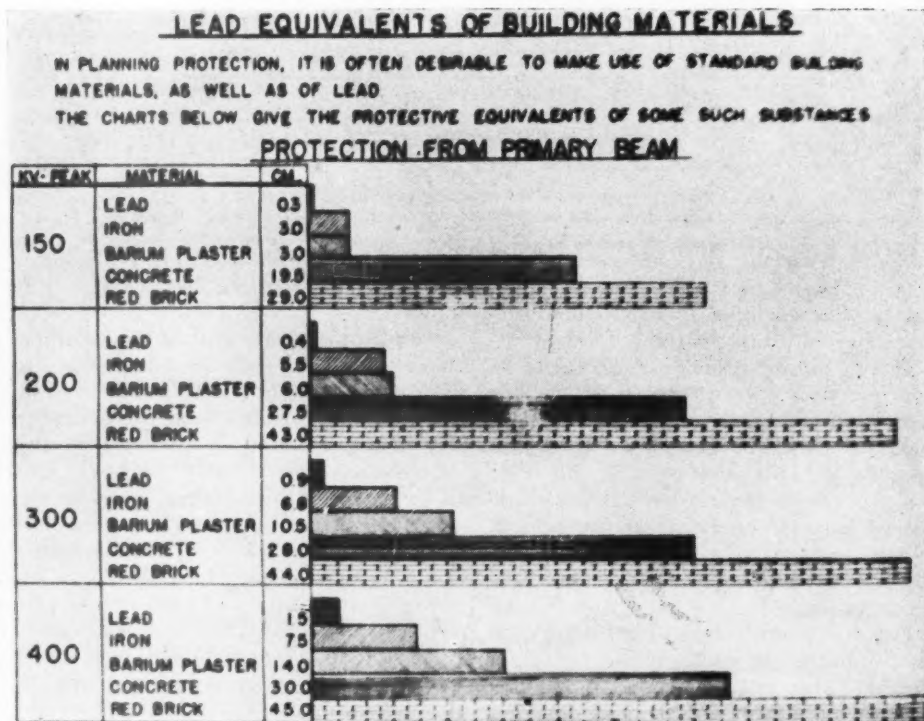 LEAD EQUIVALENTS OF BUILDING MATERIALS
IN PLANNING PROTECTION, IT IS OFTEN DESIRABLE TO MAKE USE OF STANDARD BUILDING
MATERIALS, AS WELL AS OF LEAD.
THE CHARTS BELOW GIVE THE PROTECTIVE EQUIVALENTS OF SOME SUCH SUBSTANCES
PROTECTION FROM PRIMARY BEAM
KV-PEAK MATERIAL CM.
150
LEAD 0.3
IRON 3.0
BARIUM PLASTER 3.0
CONCRETE 19.5
RED BRICK 29.0
200
LEAD 0.4
IRON 5.5
BARIUM PLASTER 6.0
CONCRETE 27.5
RED BRICK 43.0
300
LEAD 0.9
IRON 6.8
BARIUM PLASTER 10.5
CONCRETE 28.0
RED BRICK 44.0
400
LEAD 1.5
IRON 7.5
BARIUM PLASTER 14.0
CONCRETE 30.0
RED BRICK 45.0